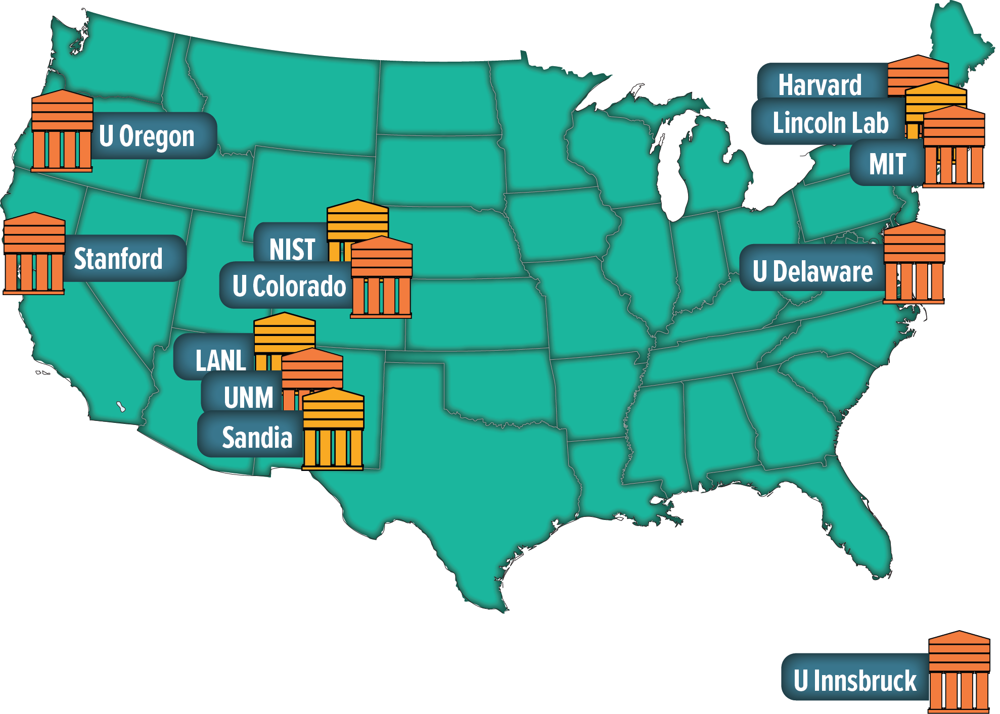 Harvard
Lincoln Lab
MIT
U Oregon
Stanford
NIST
U Colorado
U Delaware
LANL
UNM
Sandia
U Innsbruck